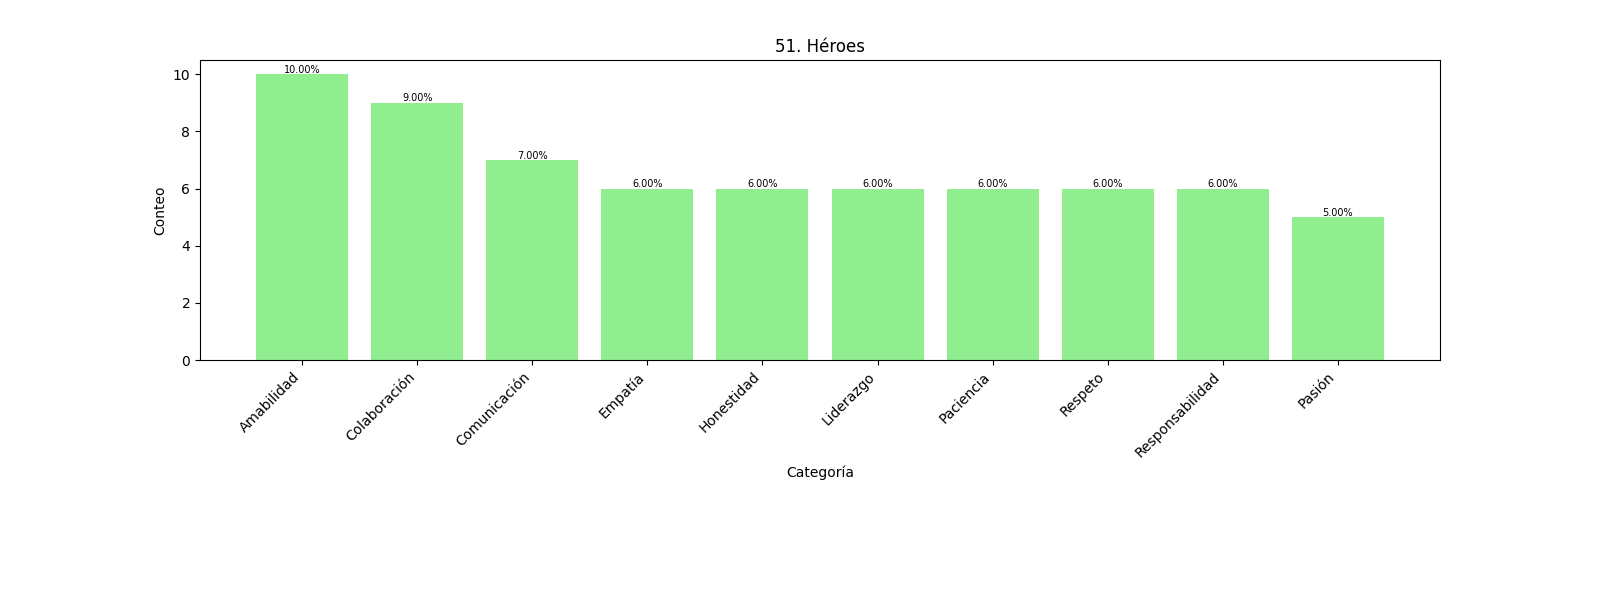 51. Héroes
10.00%
9.00%
7.00%
6.00%
6.00%
6.00%
6.00%
6.00%
6.00%
5.00%
10
8
6
4
2
0
Conteo
Amabilidad
Colaboración
Comunicación
Empatía
Honestidad
Liderazgo
Paciencia
Respeto
Responsabilidad
Pasión
Categoría